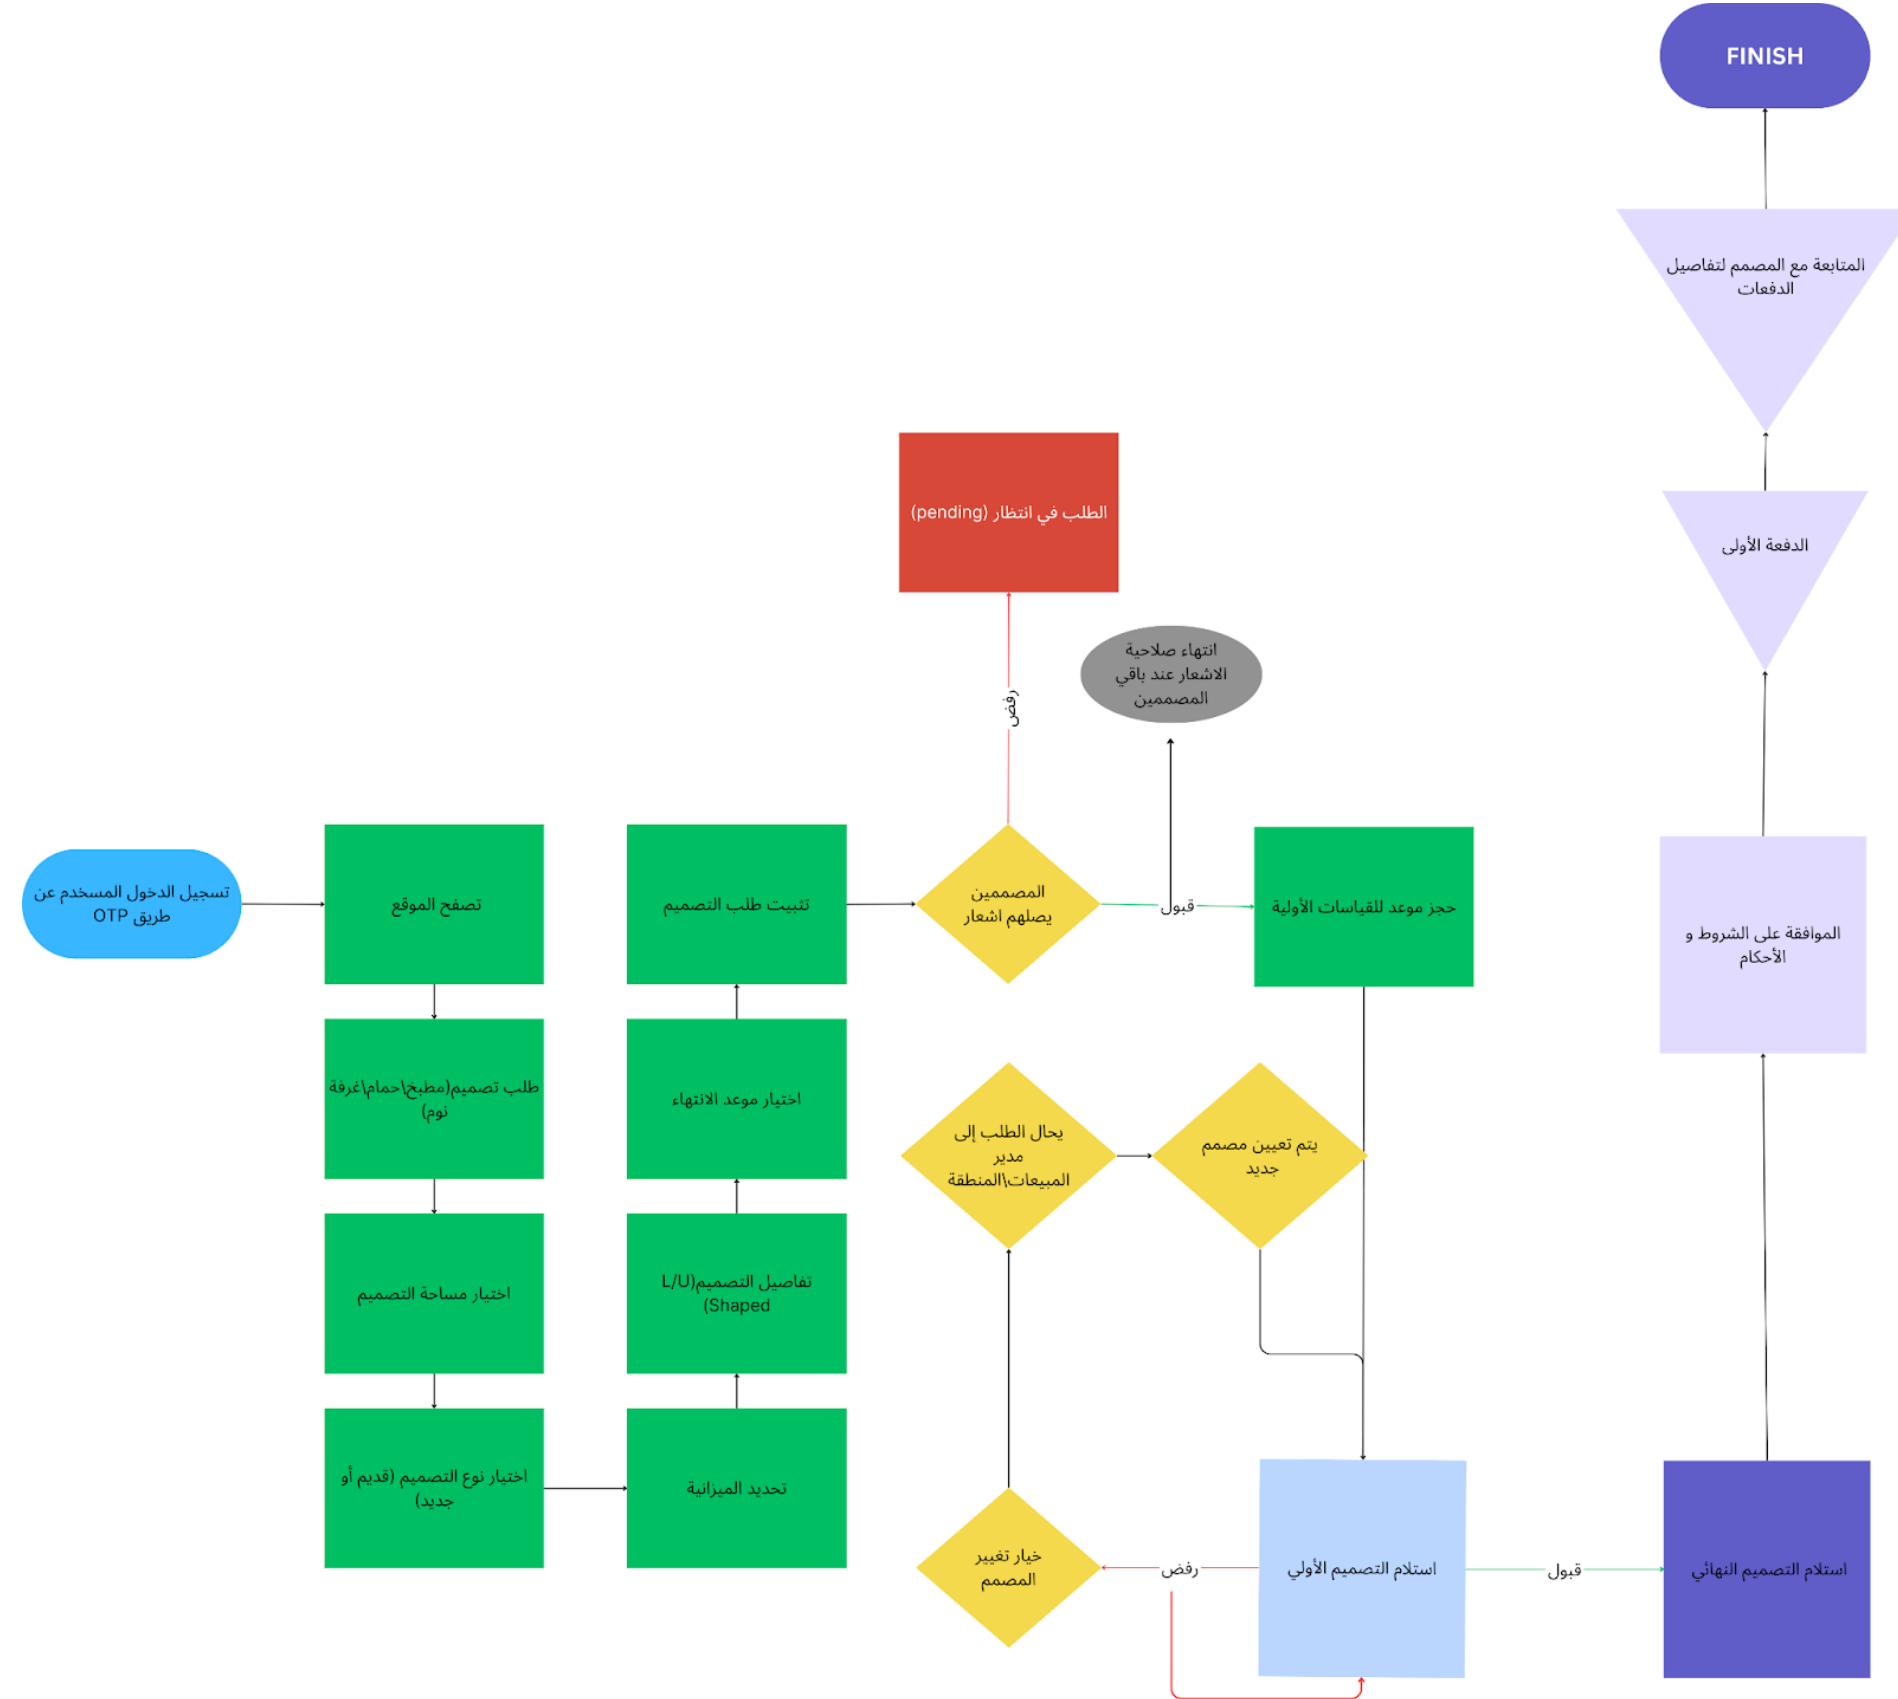 FINISH
المتابعة مع المصمم لتفاصيل
الدفعات
الطلب في انتظار (pending)
الدفعة الأولى
انتهاء صلاحية
الاشعار عند باقي
المصممين
رفض
تسجيل الدخول المسخدم عن
طريق OTP
تصفح الموقع
تثبيت طلب التصميم
المصممين
يصلهم اشعار
قبول
حجز موعد للقياسات الأولية
الموافقة على الشروط و
الأحكام
طلب تصميم(مطبخ\حمام\غرفة
نوم)
اختيار موعد الانتهاء
يحال الطلب إلى
مدير
المبيعات\المنطقة
يتم تعيين مصمم
جديد
اختيار مساحة التصميم
تفاصيل التصميم(L/U
Shaped)
اختيار نوع التصميم (قديم أو
جديد)
تحديد الميزانية
خيار تغيير
المصمم
رفض
استلام التصميم الأولي
قبول
استلام التصميم النهائي